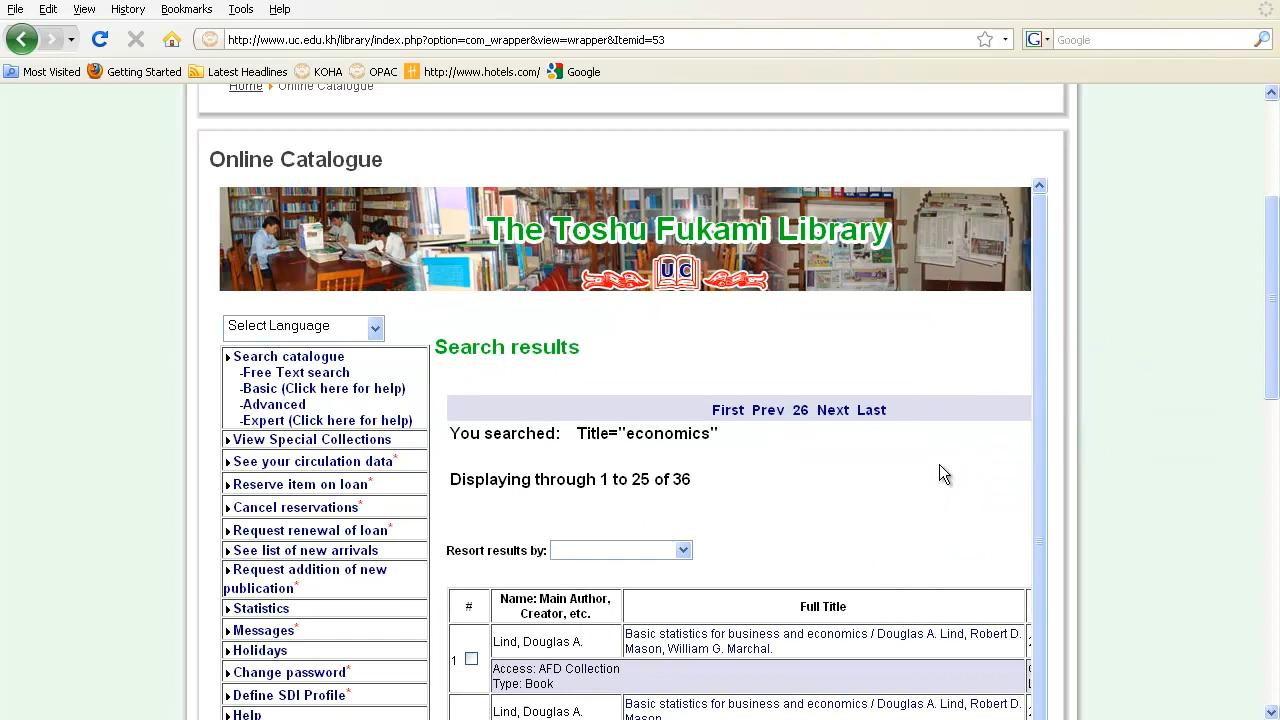 File Edit View History Bookmarks Tools Help
http://www.uc.edu.kh/library/index.php?option=com_wrapper&view=wrapper&Itemid=53
Google
Most Visited Getting Started Latest Headlines KOHA OPAC http://www.hotels.com/ Google
Home Online Catalogue
Online Catalogue
The Toshu Fukami Library
UC
Select Language
Search catalogue
-Free Text search
-Basic (Click here for help)
-Advanced
-Expert (Click here for help)
View Special Collections
See your circulation data*
Reserve item on loan*
Cancel reservations*
Request renewal of loan*
See list of new arrivals
Request addition of new
publication*
Statistics
Messages*
Holidays
Change password*
Define SDI Profile*
Help
Search results
First Prev 26 Next Last
You searched: Title="economics"
Displaying through 1 to 25 of 36
Resort results by:
# Name: Main Author, Creator, etc. Full Title
1 Lind, Douglas A. Basic statistics for business and economics / Douglas A. Lind, Robert D.
Mason, William G. Marchal.
Access: AFD Collection
Type: Book
Lind, Douglas A. Basic statistics for business and economics / Douglas A. Lind, Robert D.
Mason